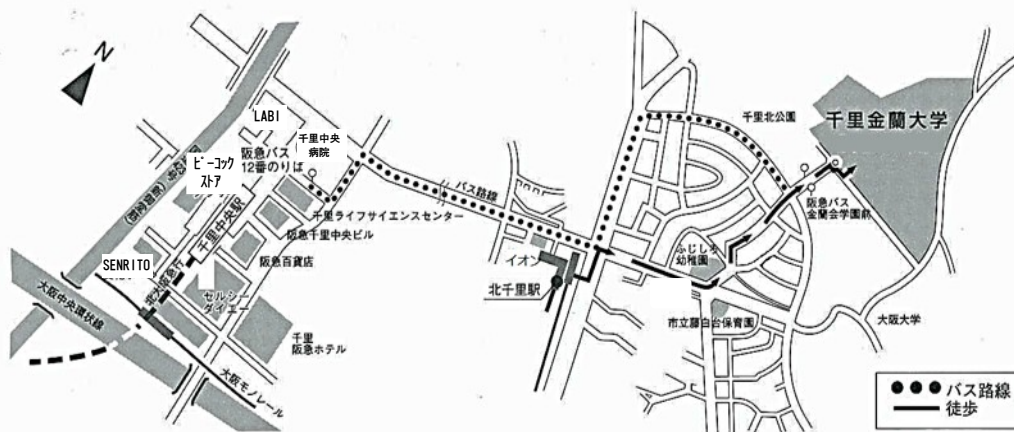 N
LABI
千里中央
病院
阪急バス
12番のりば
ピーコック
ストア
千里中央駅
千里ライフサイエンスセンター
阪急千里中央ビル
阪急百貨店
SENRITO
北大阪急行
大阪中央環状線
セルシー
ダイエー
千里
阪急ホテル
大阪モノレール
バス路線
イオン
北千里駅
千里北公園
千里金蘭大学
阪急バス
金蘭会学園前
ふじしろ
幼稚園
市立藤白台保育園
大阪大学
バス路線
徒歩